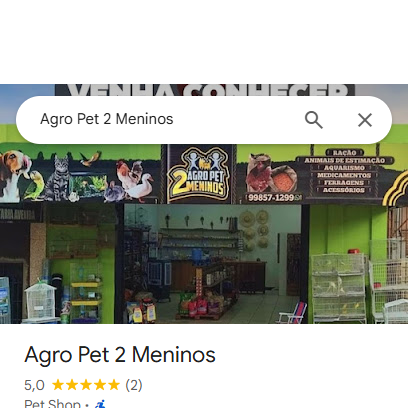 VENHA CONHECER
Agro Pet 2 Meninos
AGRO PET
2 MENINOS
99857-1299
RAÇÃO
ANIMAIS DE ESTIMAÇÃO
AQUARISMO
MEDICAMENTOS
FERRAGENS
ACESSÓRIOS
Agro Pet 2 Meninos
5,0 (2)
Pet Shop ·